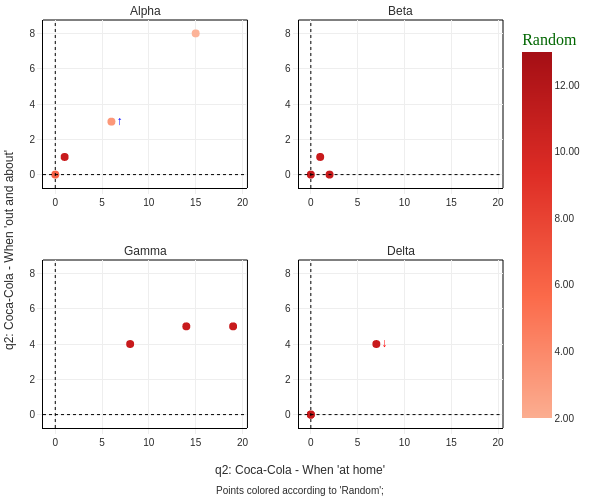 Alpha
Beta
Random
8
6
4
2
0
0 5 10 15 20
8
6
4
2
0
0 5 10 15 20
12.00
10.00
8.00
6.00
4.00
2.00
↑
q2: Coca-Cola - When 'out and about'
Gamma
Delta
8
6
4
2
0
0 5 10 15 20
8
6
4
2
0
0 5 10 15 20
↓
q2: Coca-Cola - When 'at home'
Points colored according to 'Random';